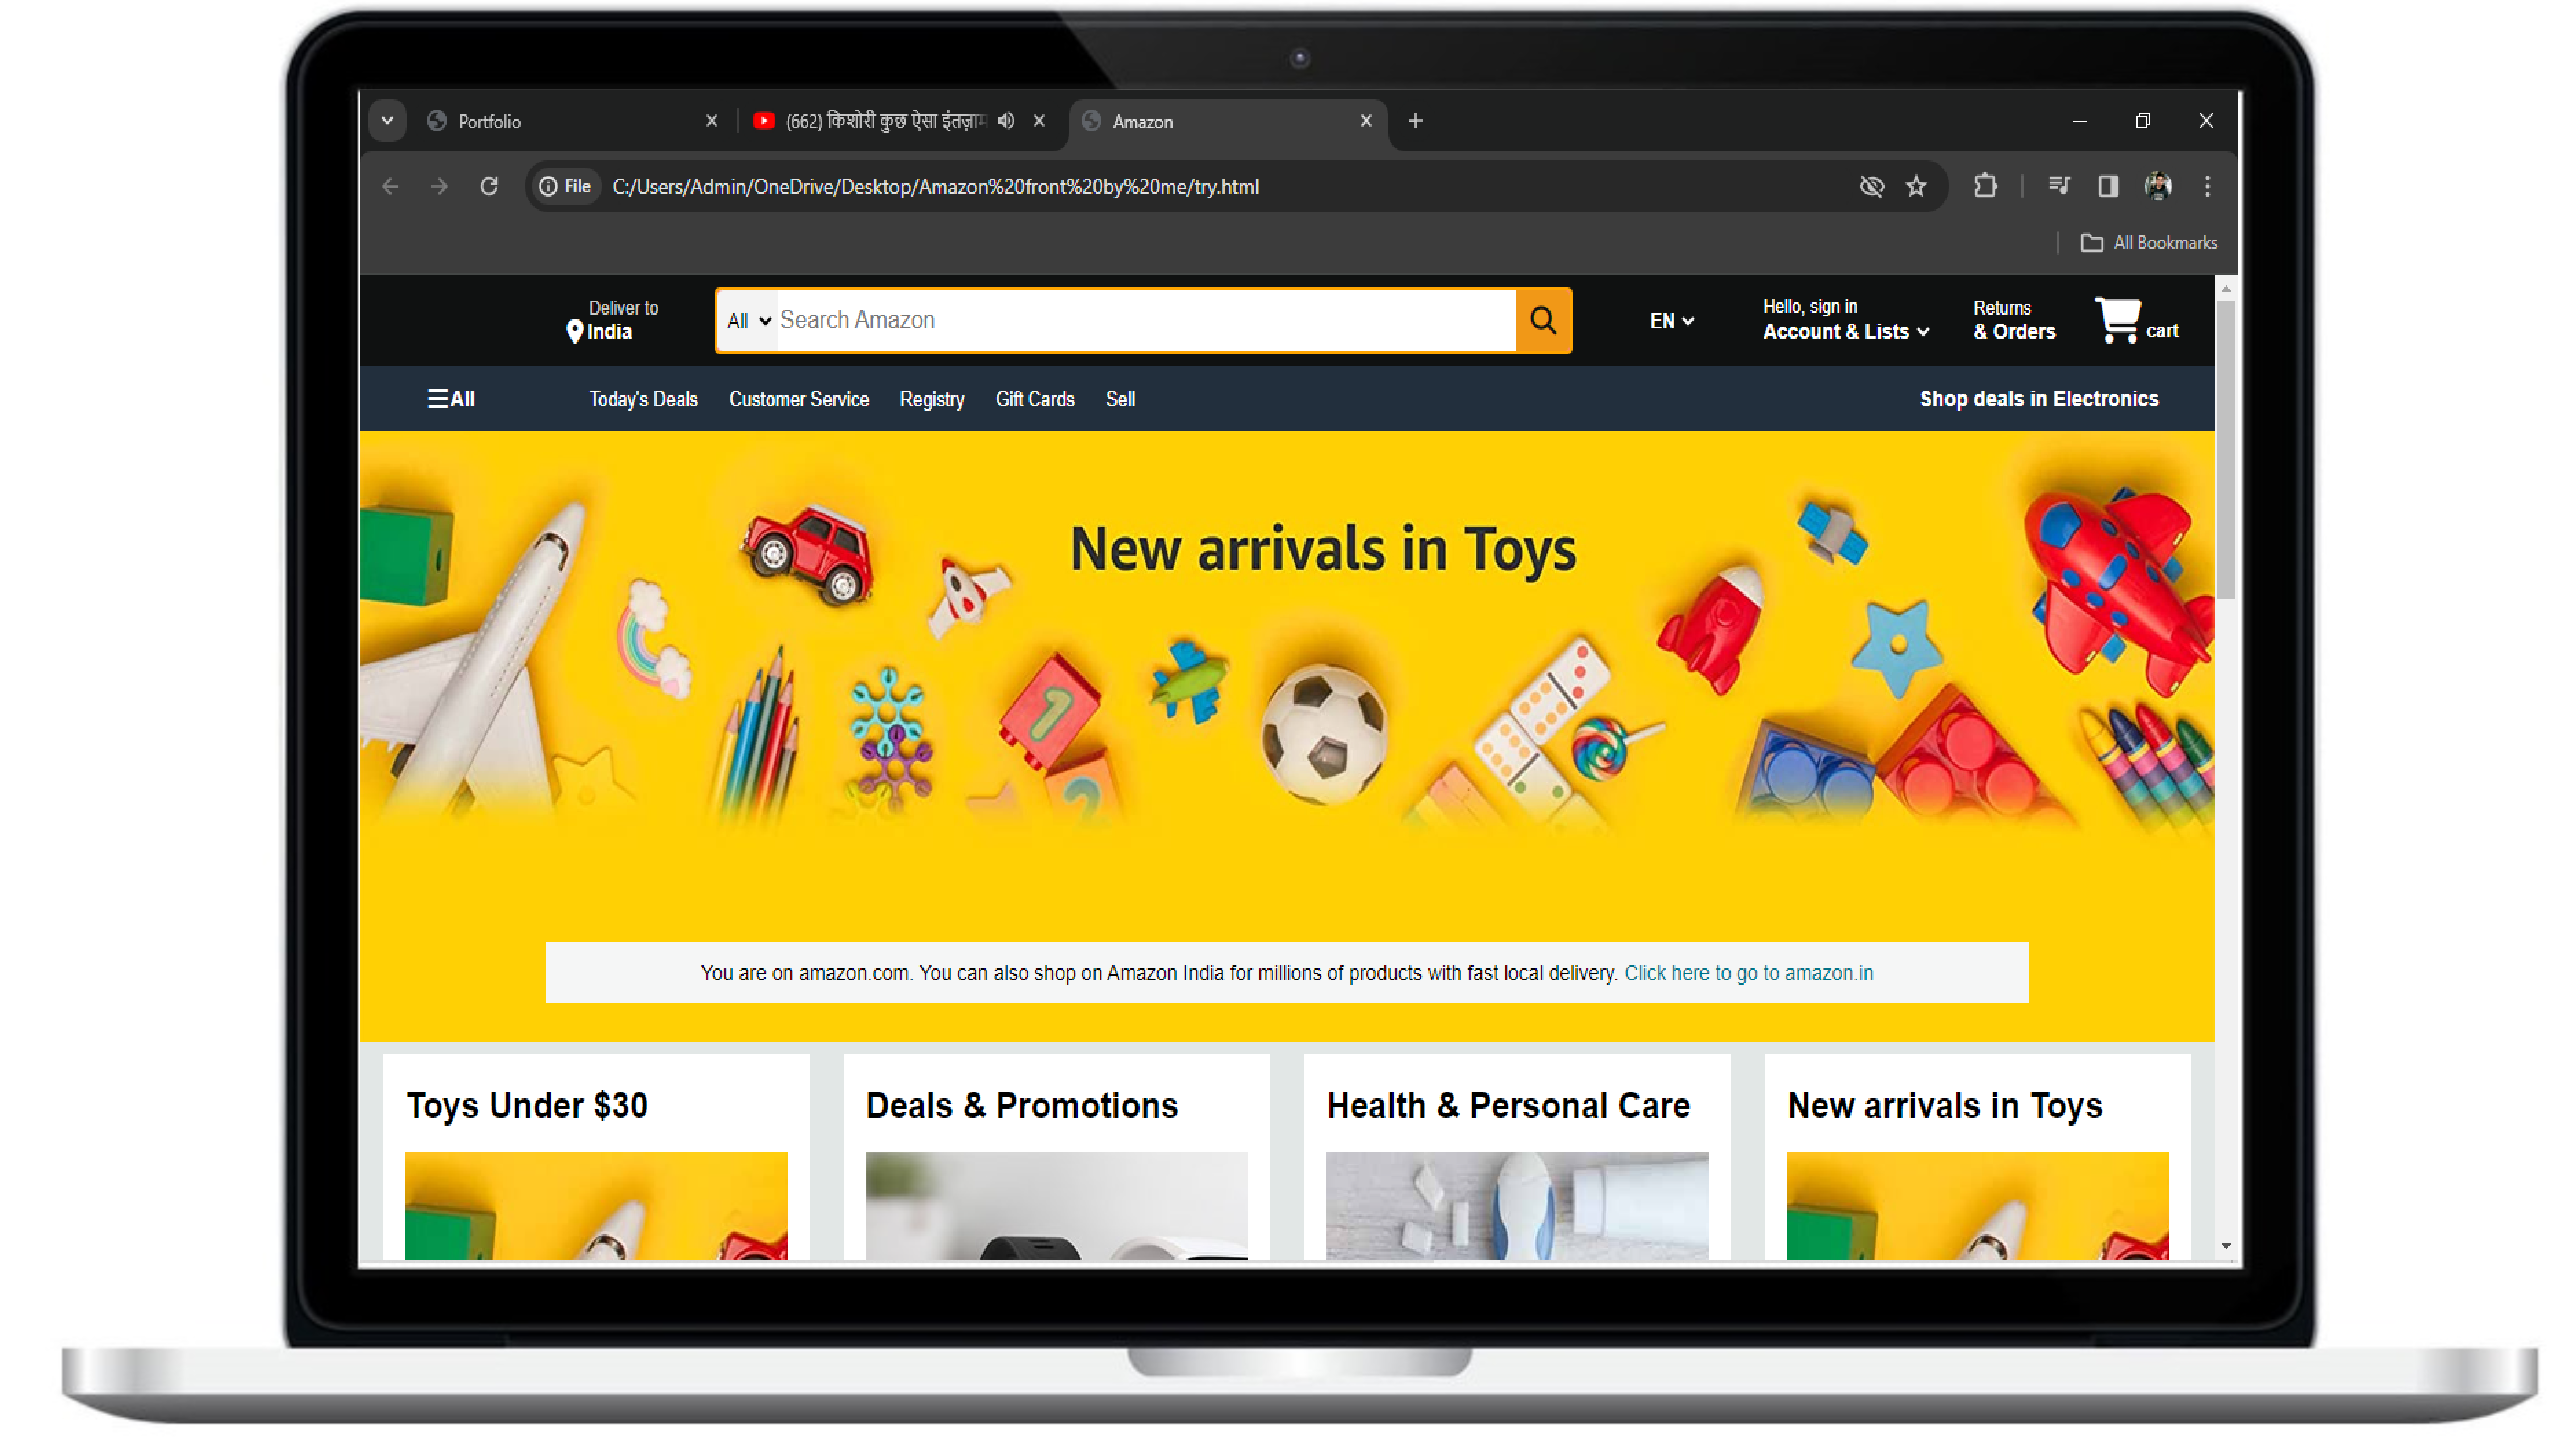 Portfolio
(662) किशोरी कुछ ऐसा इंतज़ाम
Amazon
File C:/Users/Admin/OneDrive/Desktop/Amazon%20front%20by%20me/try.html
All Bookmarks
Deliver to
India
All Search Amazon
EN
Hello, sign in
Account & Lists
Returns
& Orders
cart
All Today's Deals Customer Service Registry Gift Cards Sell Shop deals in Electronics
New arrivals in Toys
1
2
You are on amazon.com. You can also shop on Amazon India for millions of products with fast local delivery. Click here to go to amazon.in
Toys Under $30
Deals & Promotions
Health & Personal Care
New arrivals in Toys